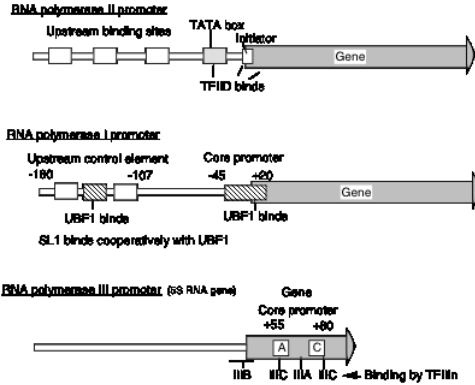 RNA polymerase II promoter
TATA box
Upstream binding sites
Initiator
Gene
TFIID binds
RNA polymerase I promoter
Upstream control element Core promoter
-180 -107 -45 +20
Gene
UBF1 binds UBF1 binds
SL1 binds cooperatively with UBF1
RNA polymerase III promoter (5S RNA gene) Gene
Core promoter
+55 +80
A C
IIIB IIIC IIIA IIIC Binding by TFIIIn